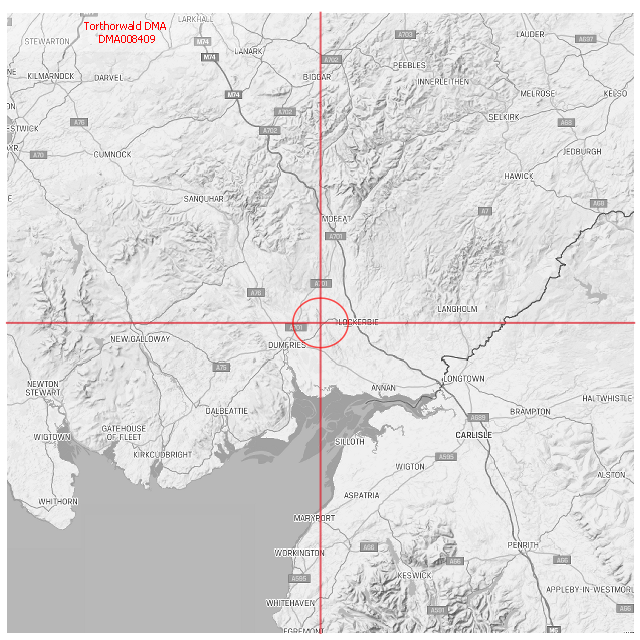 Torthorwald DMA
DMA008409
LARKHALL
STEWARTON
M74
M74
LANARK
A702
A703
LAUDER
A697
KILMARNOCK
DARVEL
BIGGAR
PEEBLES
INNERLEITHEN
M74
MELROSE
KELSO
A76
A702
A702
SELKIRK
A68
A70
CUMNOCK
JEDBURGH
SANQUHAR
HAWICK
A68
MOFFAT
A7
A701
A701
A76
LANGHOLM
LOCKERBIE
NEW GALLOWAY
DUMFRIES
A75
NEWTON
STEWART
ANNAN
LONGTOWN
HALTWHISTLE
DALBEATTIE
BRAMPTON
A689
WIGTOWN
GATEHOUSE
OF FLEET
SILLOTH
CARLISLE
KIRKCUDBRIGHT
A595
WIGTON
ALSTON
WHITHORN
ASPATRIA
MARYPORT
WORKINGTON
A66
PENRITH
A66
A66
A595
KESWICK
APPLEBY-IN-WESTMORL
WHITEHAVEN
A591
A66
EGREMONT
M6